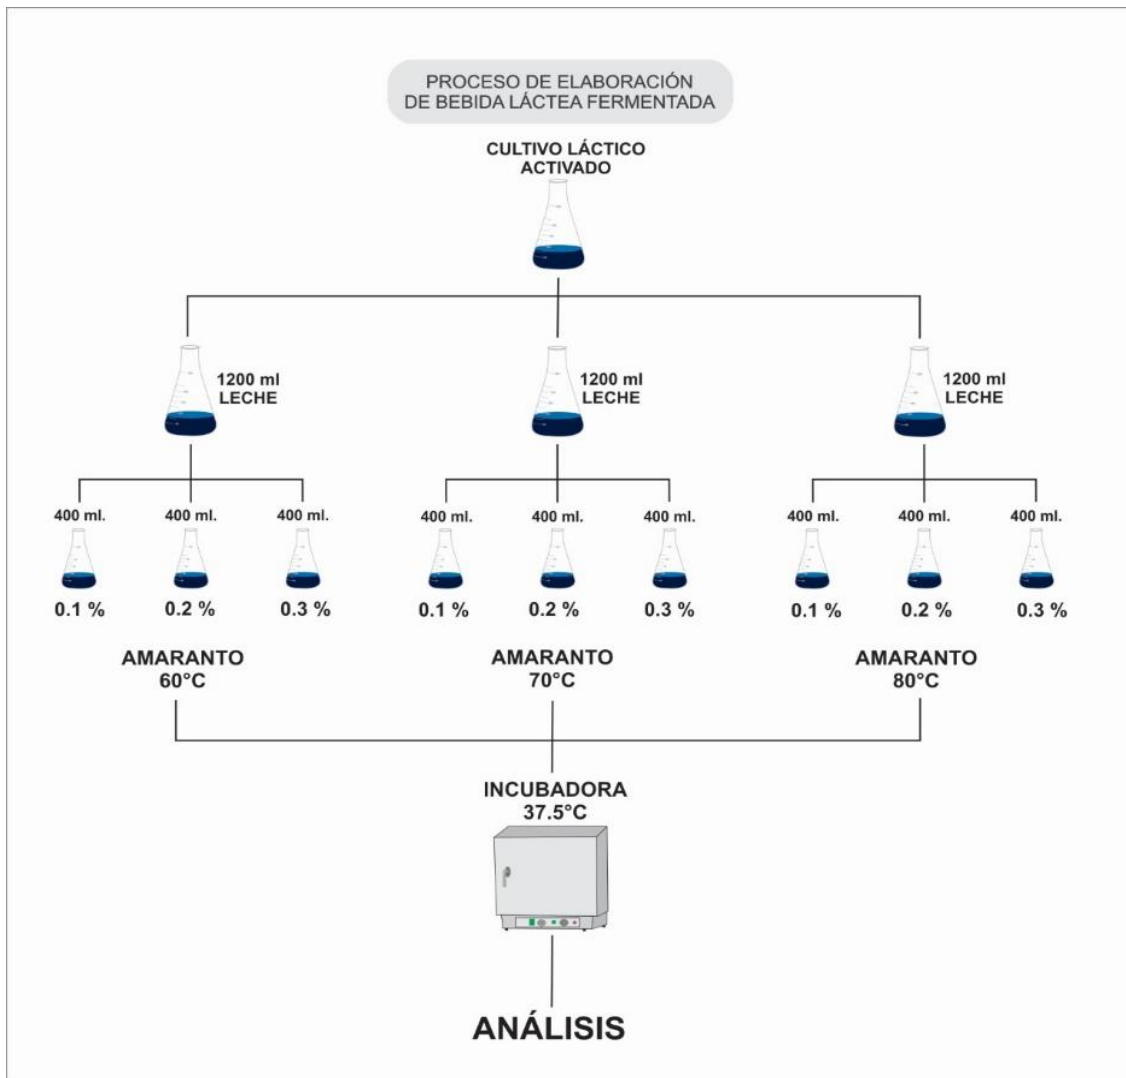 PROCESO DE ELABORACIÓN
DE BEBIDA LÁCTEA FERMENTADA
CULTIVO LÁCTICO
ACTIVADO
1200 ml
LECHE
1200 ml
LECHE
1200 ml
LECHE
400 ml.
400 ml.
400 ml.
400 ml.
400 ml.
400 ml.
400 ml.
400 ml.
400 ml.
0.1 %
0.2 %
0.3 %
0.1 %
0.2 %
0.3 %
0.1 %
0.2 %
0.3 %
AMARANTO
60°C
AMARANTO
70°C
AMARANTO
80°C
INCUBADORA
37.5°C
ANÁLISIS